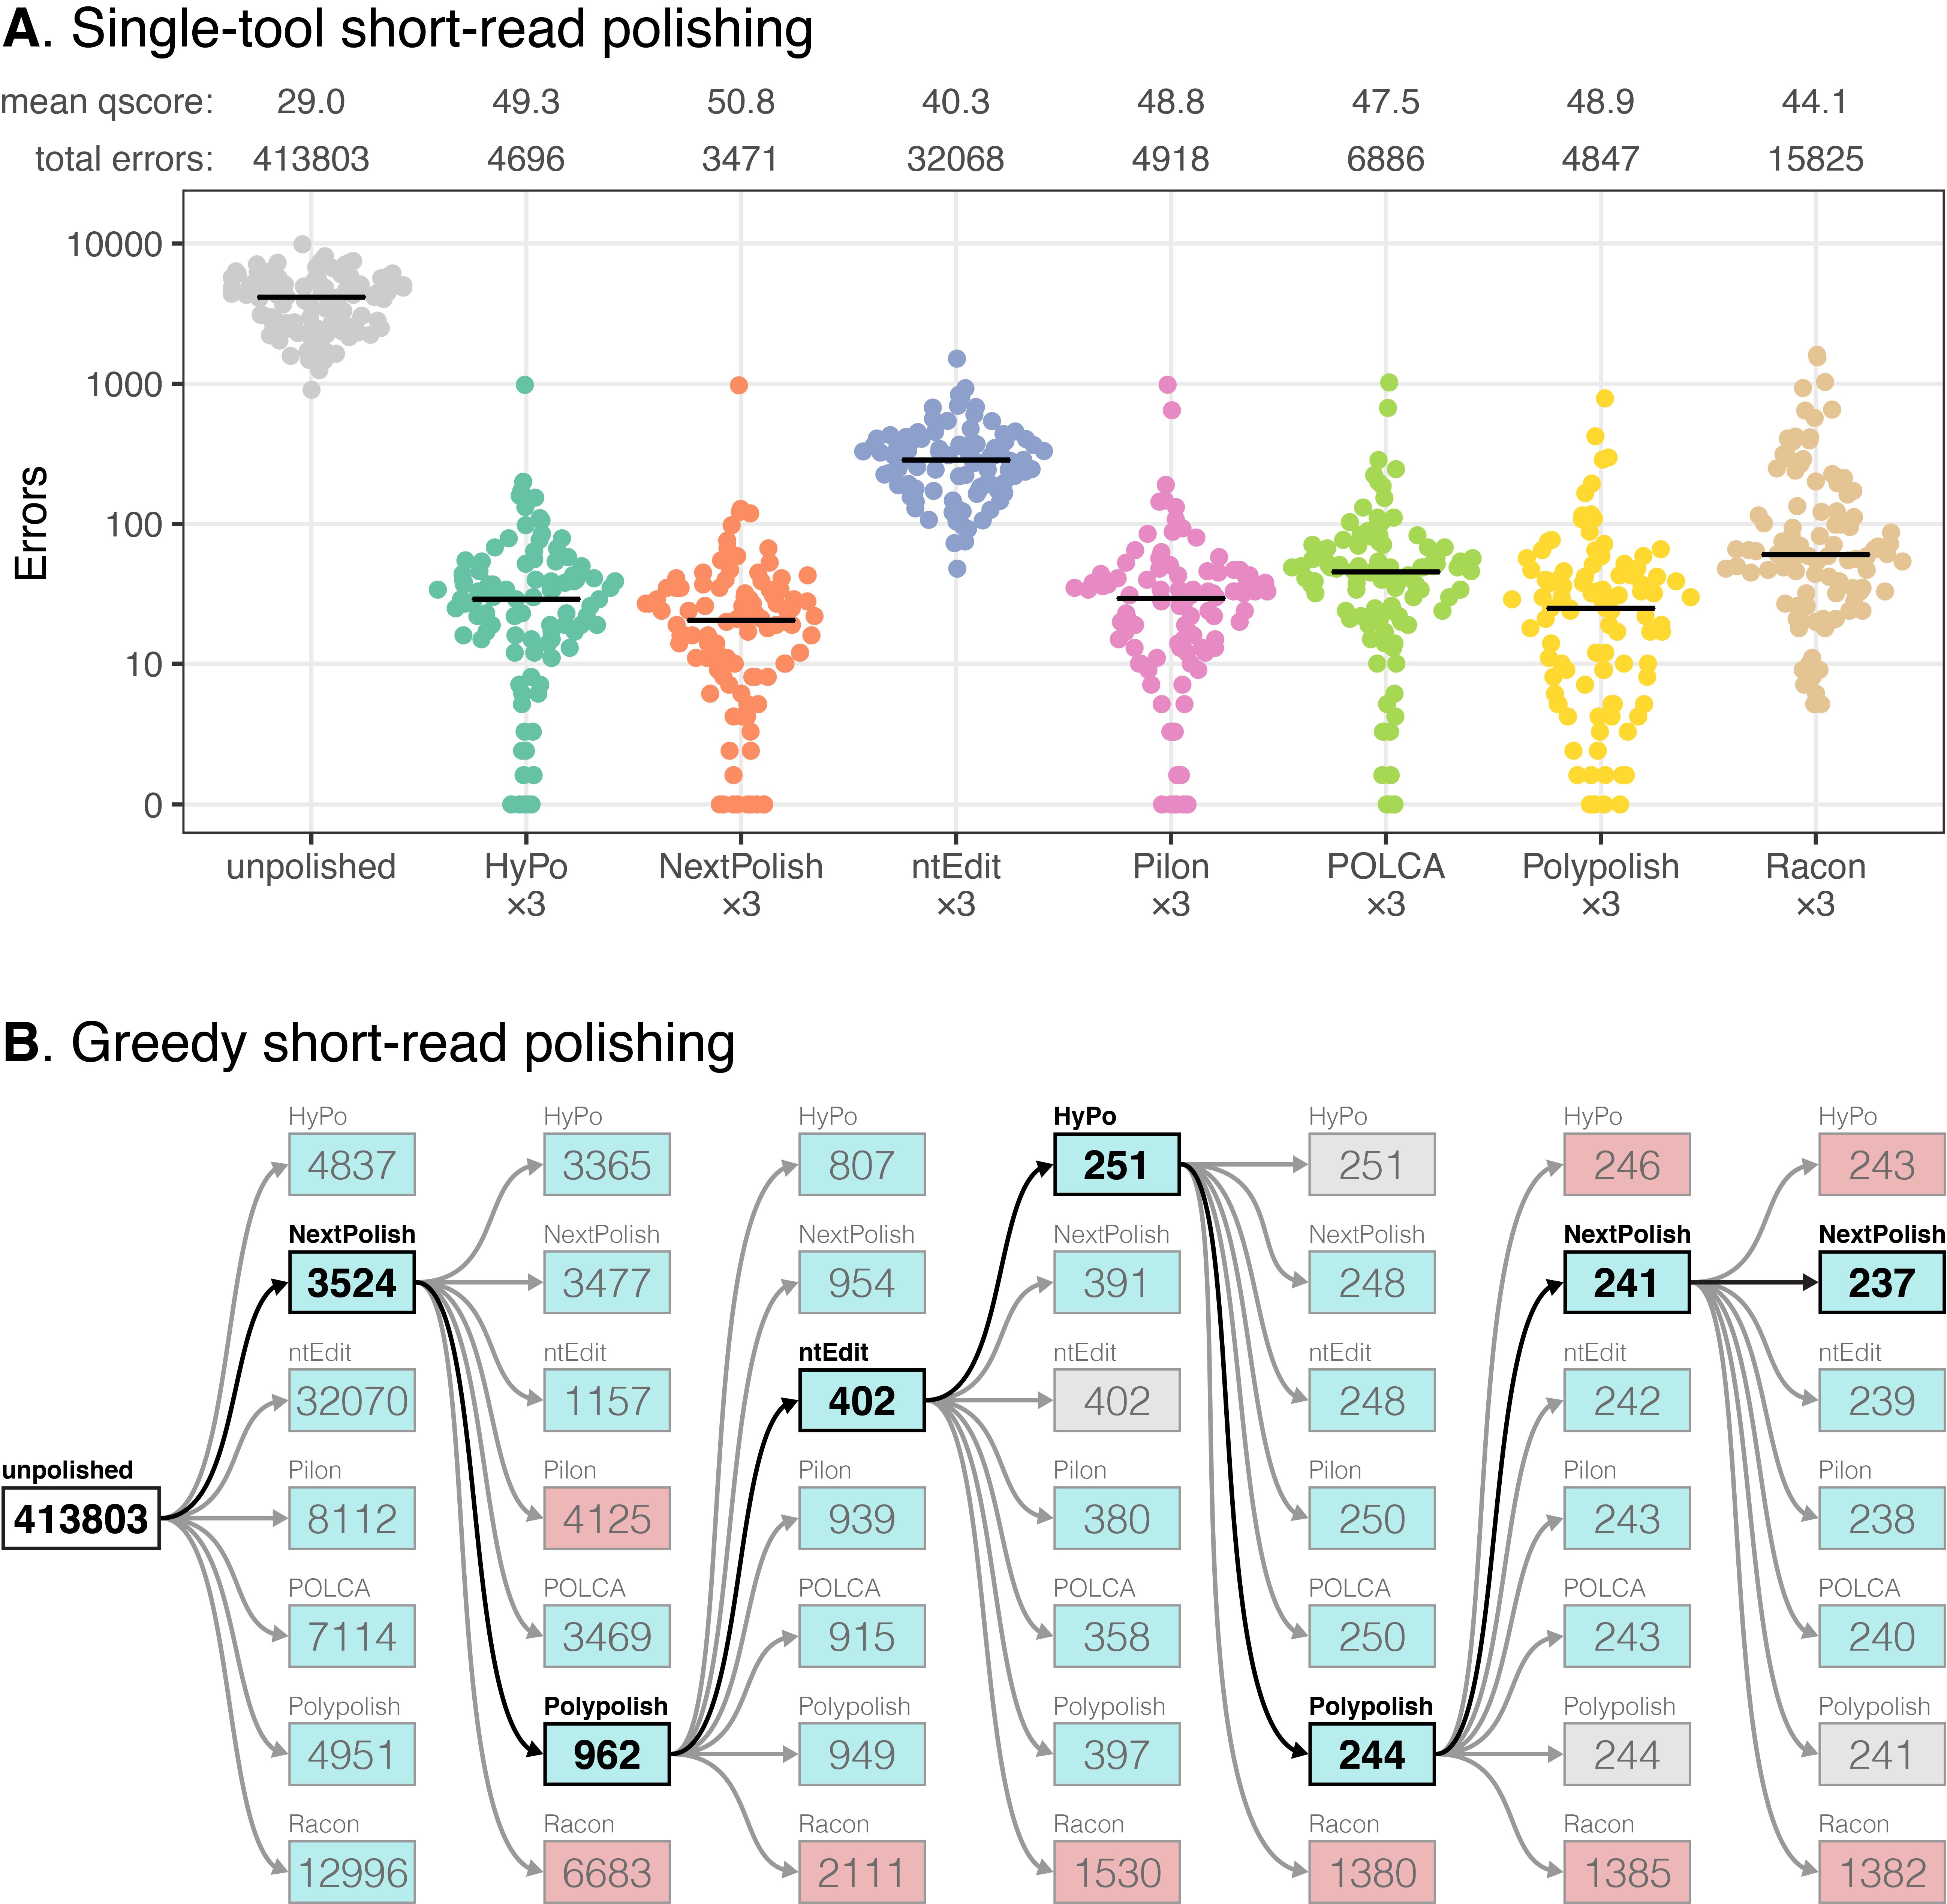 A. Single-tool short-read polishing
mean qscore: 29.0 49.3 50.8 40.3 48.8 47.5 48.9 44.1
total errors: 413803 4696 3471 32068 4918 6886 4847 15825
Errors
10000
1000
100
10
0
unpolished HyPo NextPolish ntEdit Pilon POLCA Polypolish Racon
×3 ×3 ×3 ×3 ×3 ×3 ×3
B. Greedy short-read polishing
HyPo HyPo HyPo HyPo HyPo HyPo HyPo
4837 3365 807 251 251 246 243
NextPolish NextPolish NextPolish NextPolish NextPolish NextPolish NextPolish
3524 3477 954 391 248 241 237
ntEdit ntEdit ntEdit ntEdit ntEdit ntEdit ntEdit
32070 1157 402 402 248 242 239
unpolished Pilon Pilon Pilon Pilon Pilon Pilon Pilon
413803 8112 4125 939 380 250 243 238
POLCA POLCA POLCA POLCA POLCA POLCA POLCA
7114 3469 915 358 250 243 240
Polypolish Polypolish Polypolish Polypolish Polypolish Polypolish Polypolish
4951 962 949 397 244 244 241
Racon Racon Racon Racon Racon Racon Racon
12996 6683 2111 1530 1380 1385 1382